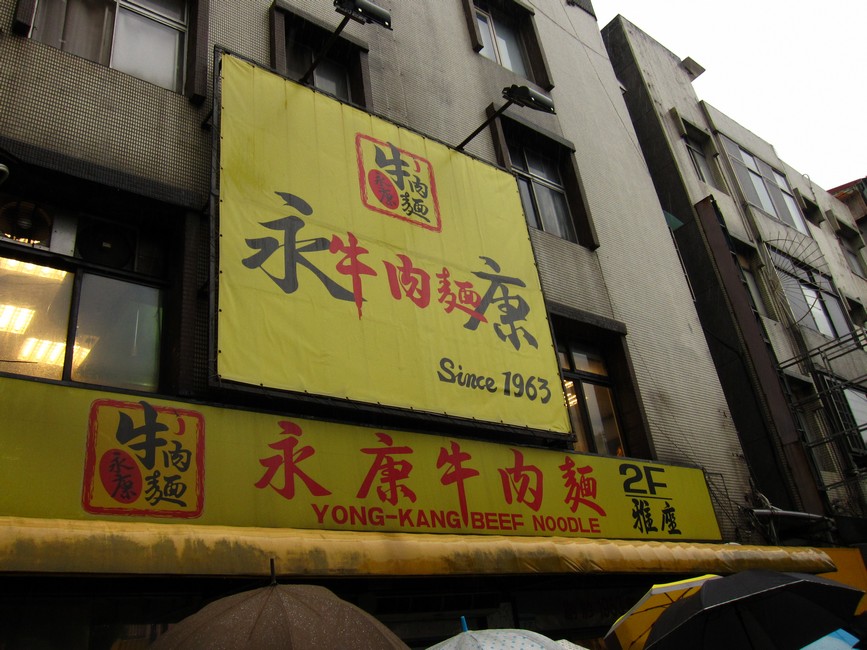 牛肉麵
永康
永牛肉麵康
Since 1963
牛肉麵
永康
永康牛肉麵
YONG-KANG BEEF NOODLE
2F
雅座